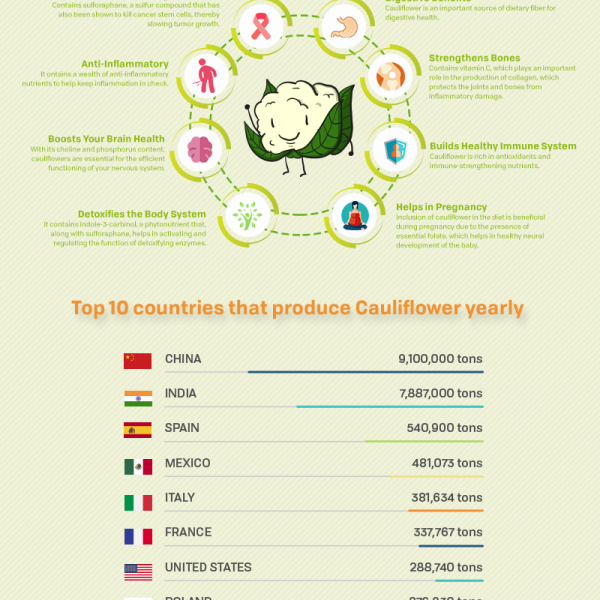 Contains sulforaphane, a sulfur compound that has
also been shown to kill cancer stem cells, thereby
slowing tumor growth.
Cauliflower is an important source of dietary fiber for
digestive health.
Anti-Inflammatory
It ontains a wealth of anti-inflammatory
nutrients to help keep inflammation in check.
Strengthens Bones
Contains vitamin C, which plays an important
role in the production of collagen, which
protects the joints and bones from
inflammatory damage.
Boosts Your Brain Health
With its choline and phosphorus content,
cauliflowers are essential for the efficient
functioning of your nervous system.
Builds Healthy Immune System
Cauliflower is rich in antioxidants and
immune-strengthening nutrients.
Detoxifies the Body System
It contains indole-3-carbinol, a phytonutrient that,
along with sulforaphane, helps in activating and
regulating the function of detoxifying enzymes.
Helps in Pregnancy
Inclusion of cauliflower in the diet is beneficial
during pregnancy due to the presence of
essential folate, which helps in healthy neural
development of the baby.
Top 10 countries that produce Cauliflower yearly
CHINA 9,100,000 tons
INDIA 7,887,000 tons
SPAIN 540,900 tons
MEXICO 481,073 tons
ITALY 381,634 tons
FRANCE 337,767 tons
UNITED STATES 288,740 tons